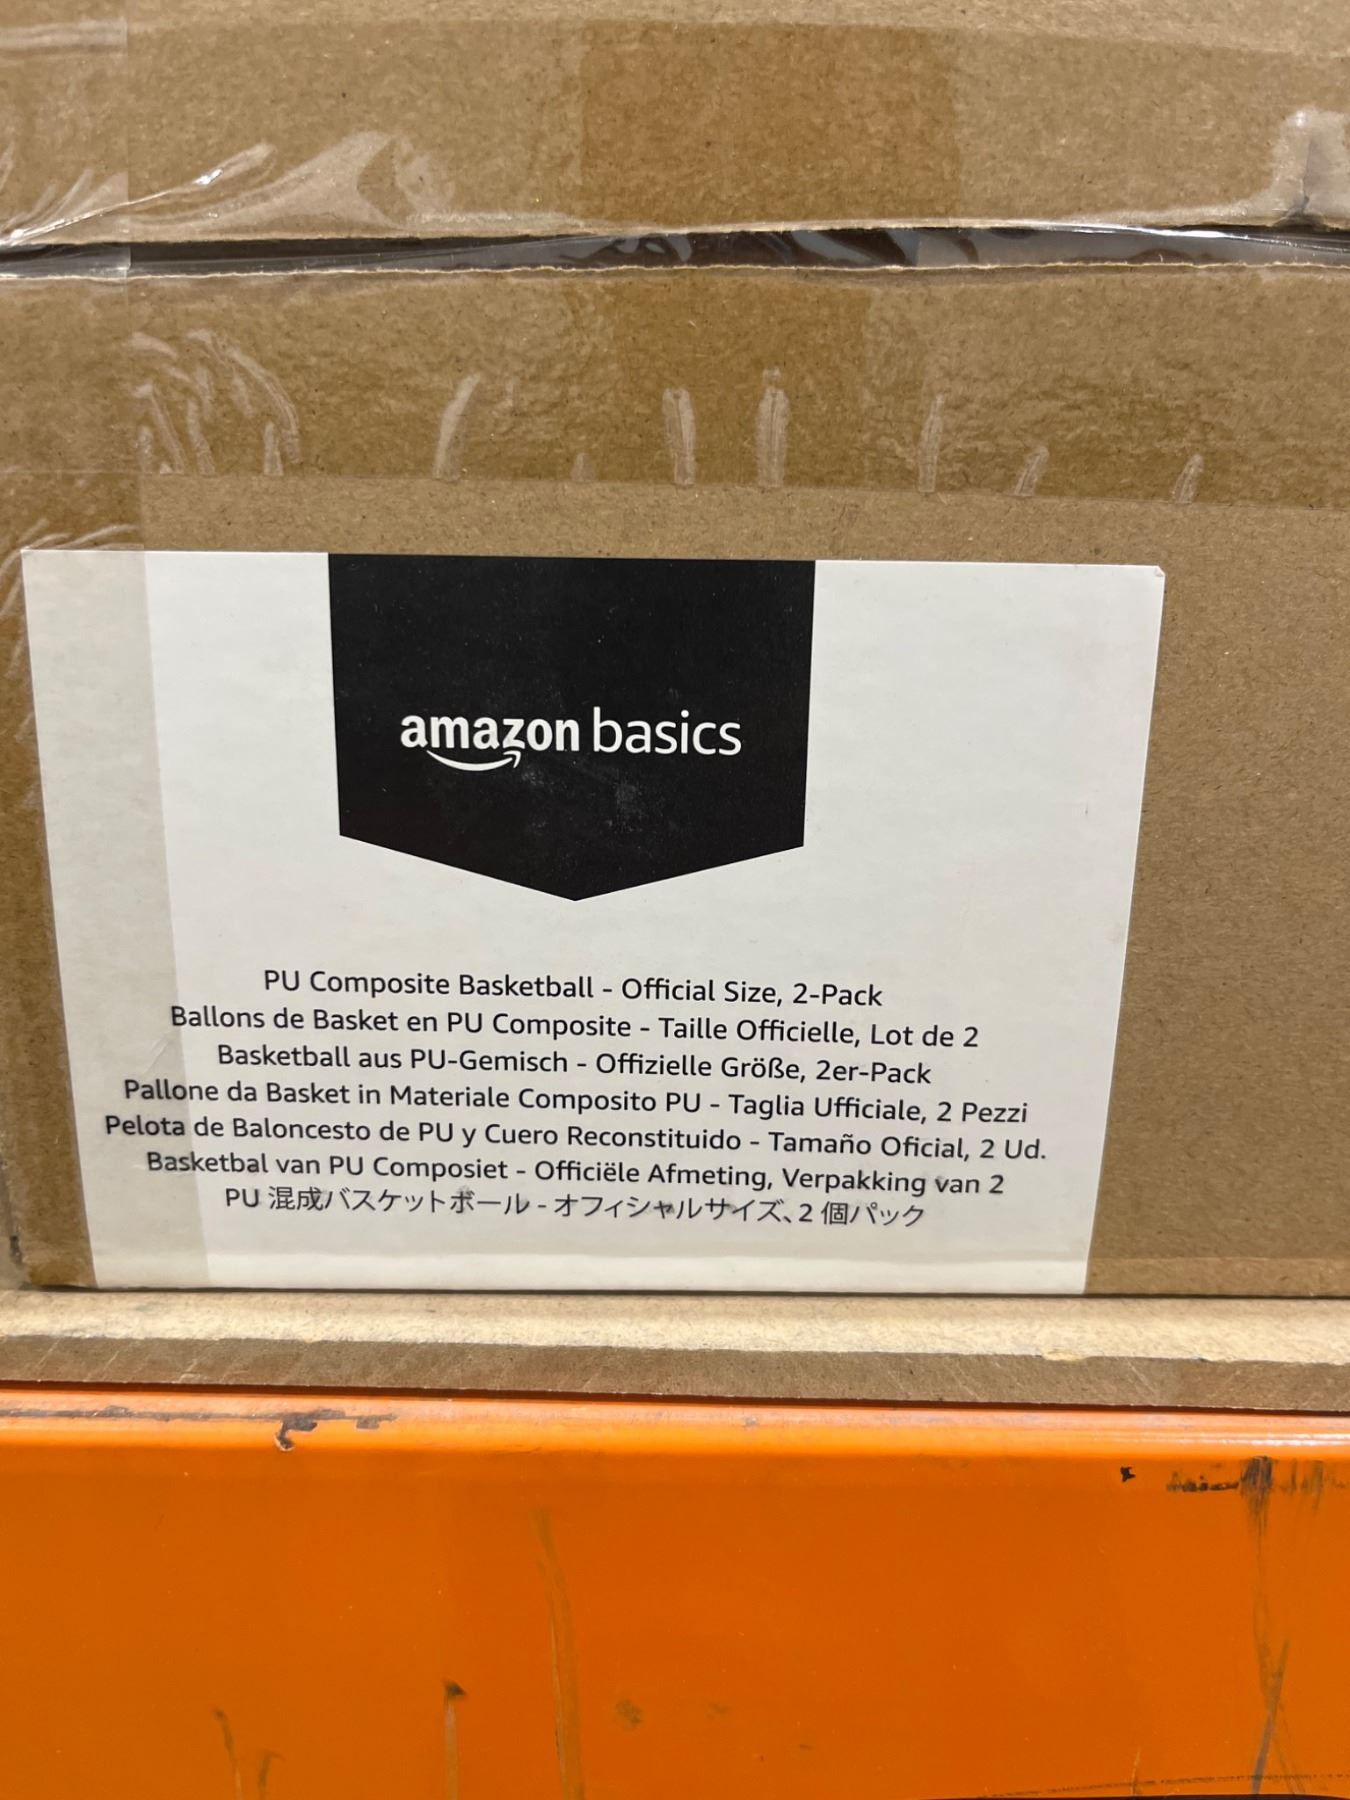 amazon basics
PU Composite Basketball - Official Size, 2-Pack
Ballons de Basket en PU Composite - Taille Officielle, Lot de 2
Basketball aus PU-Gemisch - Offizielle Größe, 2er-Pack
Pallone da Basket in Materiale Composito PU - Taglia Ufficiale, 2 Pezzi
Pelota de Baloncesto de PU y Cuero Reconstituido - Tamaño Oficial, 2 Ud.
Basketbal van PU Composiet - Officiële Afmeting, Verpakking van 2
PU 混成バスケットボール - オフィシャルサイズ、2 個パック